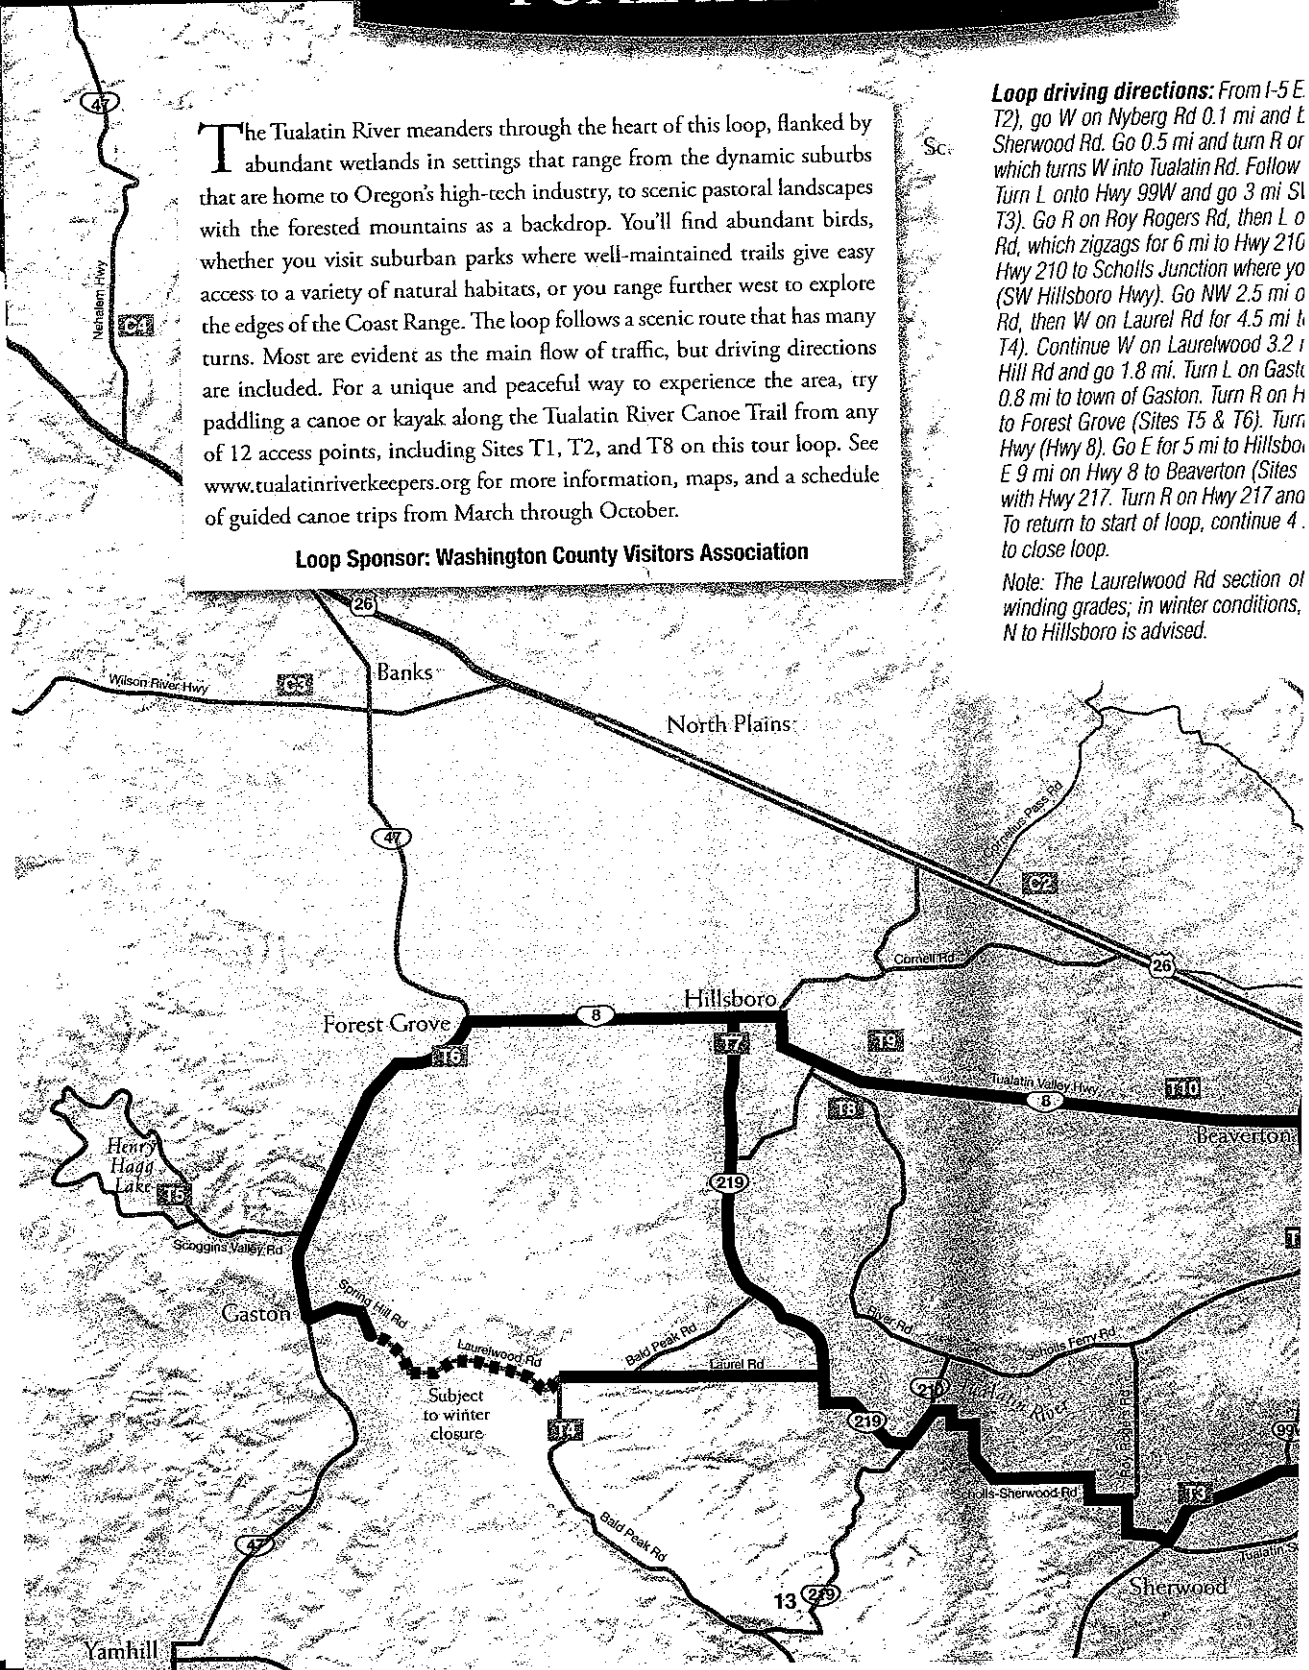 The Tualatin River meanders through the heart of this loop, flanked by
abundant wetlands in settings that range from the dynamic suburbs
that are home to Oregon's high-tech industry, to scenic pastoral landscapes
with the forested mountains as a backdrop. You'll find abundant birds,
whether you visit suburban parks where well-maintained trails give easy
access to a variety of natural habitats, or you range further west to explore
the edges of the Coast Range. The loop follows a scenic route that has many
turns. Most are evident as the main flow of traffic, but driving directions
are included. For a unique and peaceful way to experience the area, try
paddling a canoe or kayak along the Tualatin River Canoe Trail from any
of 12 access points, including Sites T1, T2, and T8 on this tour loop. See
www.tualatinriverkeepers.org for more information, maps, and a schedule
of guided canoe trips from March through October.
Loop Sponsor: Washington County Visitors Association
Loop driving directions: From I-5 E
T2), go W on Nyberg Rd 0.1 mi and
Sherwood Rd. Go 0.5 mi and turn R or
which turns W into Tualatin Rd. Follow
Turn L onto Hwy 99W and go 3 mi
T3). Go R on Roy Rogers Rd, then L o
Rd, which zigzags for 6 mi to Hwy 210
Hwy 210 to Scholls Junction where yo
(SW Hillsboro Hwy). Go NW 2.5 mi o
Rd, then W on Laurel Rd for 4.5 mi t
T4). Continue W on Laurelwood 3.2
Hill Rd and go 1.8 mi. Turn L on Gast
0.8 mi to town of Gaston. Turn R on H
to Forest Grove (Sites T5 & T6). Turn
Hwy (Hwy 8). Go E for 5 mi to Hillsbo
E 9 mi on Hwy 8 to Beaverton (Sites
with Hwy 217. Turn R on Hwy 217 and
To return to start of loop, continue 4
to close loop.
Note: The Laurelwood Rd section of
winding grades; in winter conditions,
N to Hillsboro is advised.
47
Nehalem Hwy
C4
Sc
26
Banks
Wilson River Hwy
C3
North Plains
47
Cornelius Pass Rd
C2
Cornell Rd
26
Hillsboro
8
Forest Grove
T6
T7
T9
Tualatin Valley Hwy
8
T10
T8
Beaverton
Henry
Hagg
Lake
T5
219
T
Scoggins Valley Rd
Gaston
Spring Hill Rd
River Rd
Laurelwood Rd
Bald Peak Rd
Laurel Rd
Scholls Ferry Rd
Subject
to winter
closure
210
Tualatin River
T4
219
Roy Rogers Rd
99
Scholls-Sherwood Rd
T3
Bald Peak Rd
47
Tualatin-S
Sherwood
13
219
Yamhill